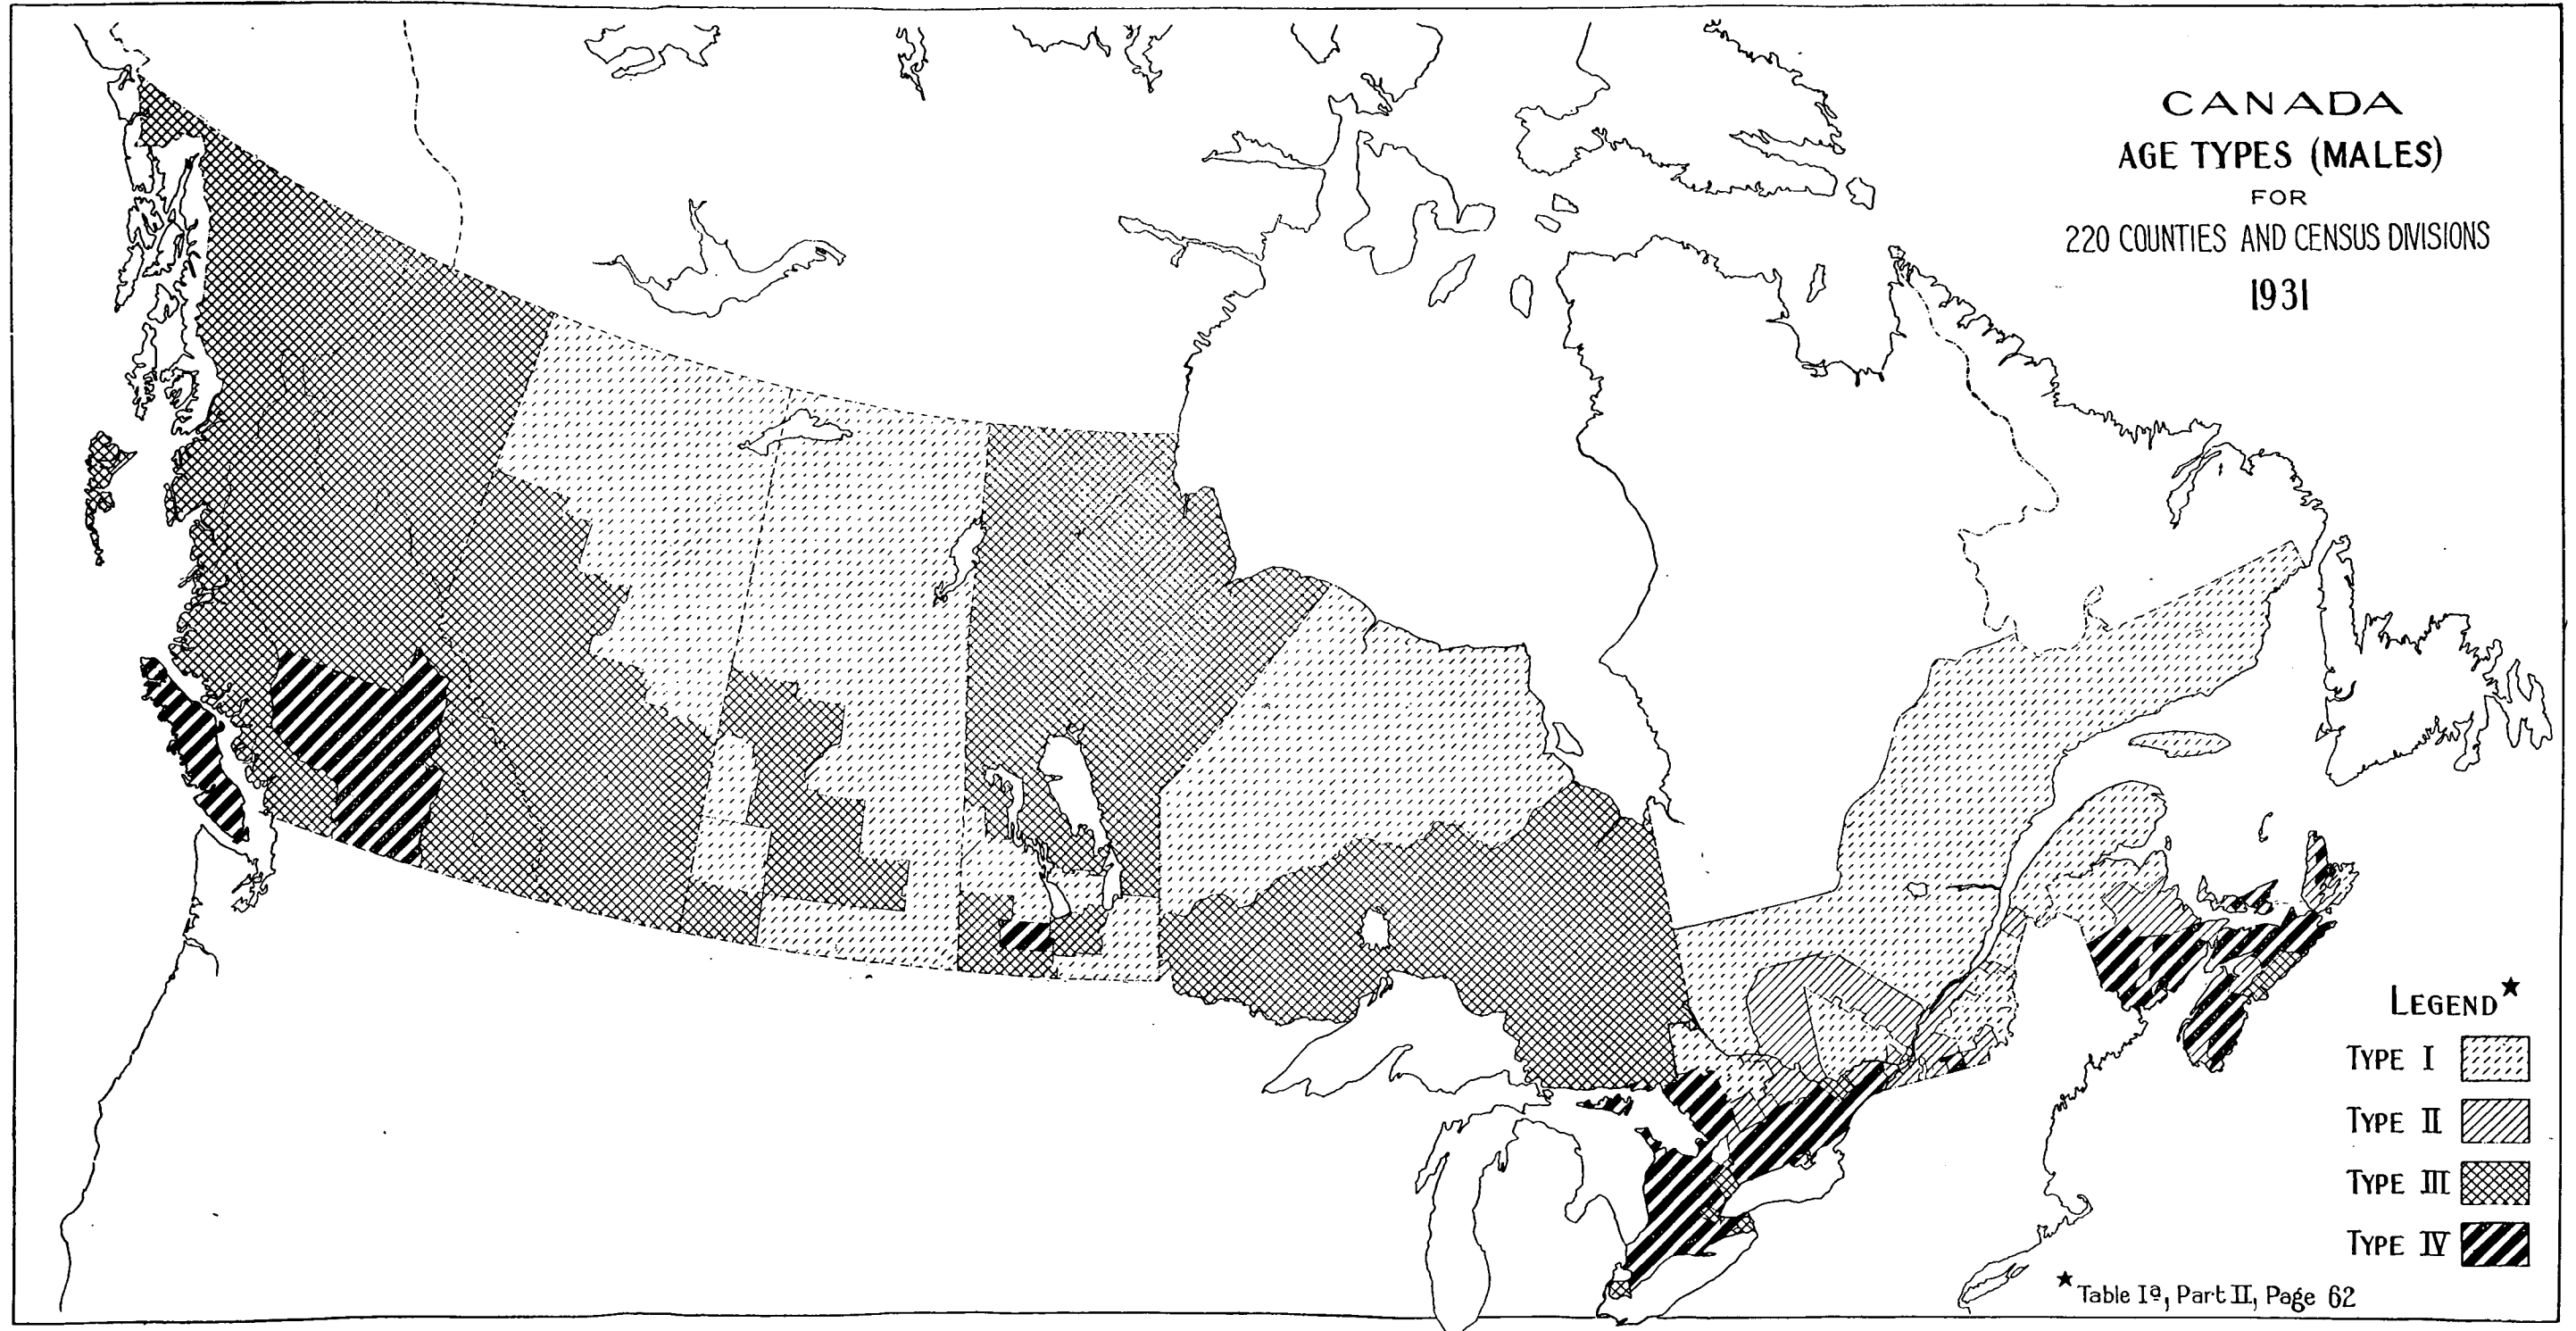 CANADA
AGE TYPES (MALES)
FOR
220 COUNTIES AND CENSUS DIVISIONS
1931
LEGEND★
TYPE I
TYPE II
TYPE III
TYPE IV
★ Table Iª, Part II, Page 62